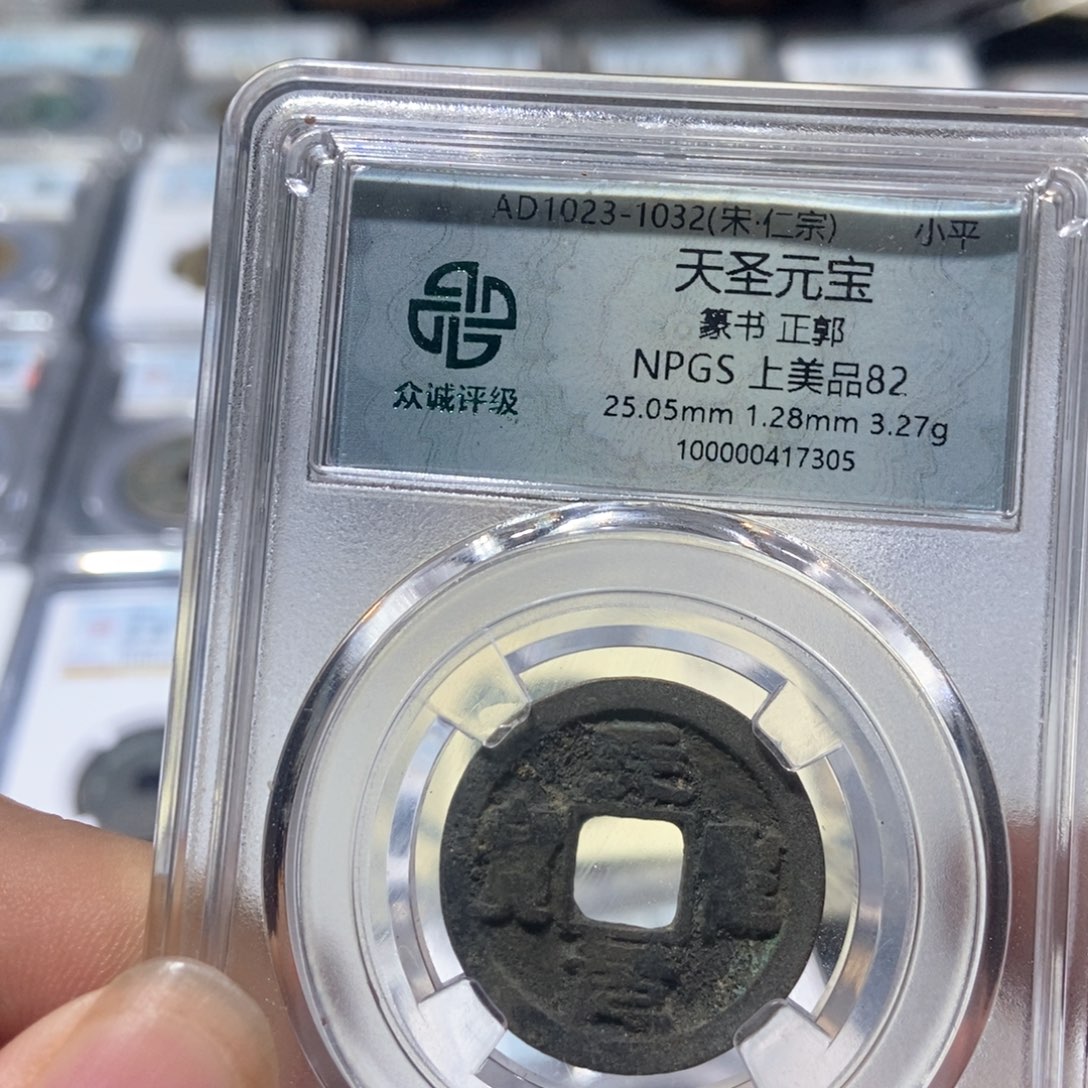 AD1023-1032(宋·仁宗) 小平
天圣元宝
篆书 正郭
NPGS 上美品82
25.05mm 1.28mm 3.27g
100000417305
众诚评级